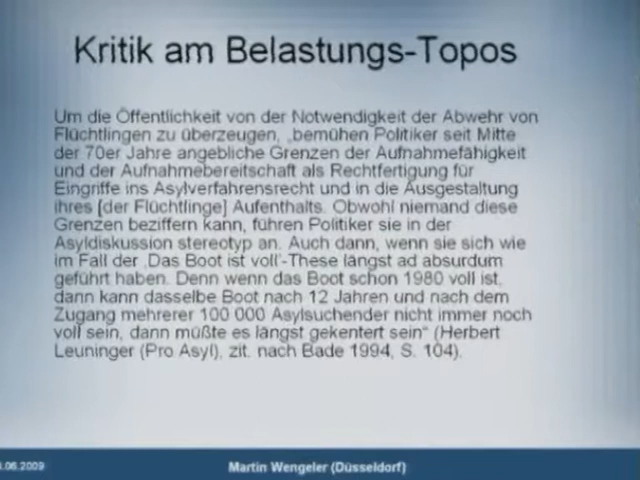 Kritik am Belastungs-Topos
Um die Öffentlichkeit von der Notwendigkeit der Abwehr von
Flüchtlingen zu überzeugen, „bemühen Politiker seit Mitte
der 70er Jahre angebliche Grenzen der Aufnahmefähigkeit
und der Aufnahmebereitschaft als Rechtfertigung für
Eingriffe ins Asylverfahrensrecht und in die Ausgestaltung
ihres [der Flüchtlinge] Aufenthalts. Obwohl niemand diese
Grenzen beziffern kann, führen Politiker sie in der
Asyldiskussion stereotyp an. Auch dann, wenn sie sich wie
im Fall der ‚Das Boot ist voll'-These längst ad absurdum
geführt haben. Denn wenn das Boot schon 1980 voll ist,
dann kann dasselbe Boot nach 12 Jahren und nach dem
Zugang mehrerer 100 000 Asylsuchender nicht immer noch
voll sein, dann müßte es längst gekentert sein“ (Herbert
Leuninger (Pro Asyl), zit. nach Bade 1994, S. 104).
.06.2009
Martin Wengeler (Düsseldorf)